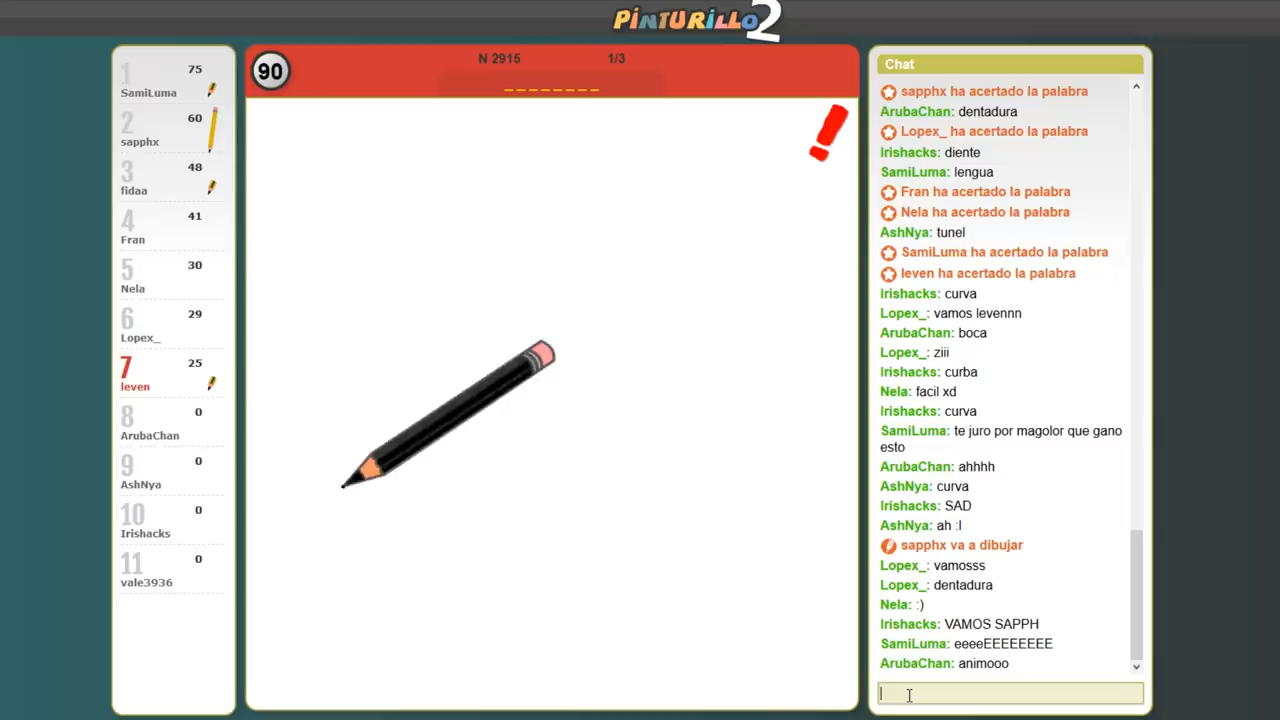 PiNTURiLLO2
1
75
SamiLuma
2
60
sapphx
3
48
fidaa
4
41
Fran
5
30
Nela
6
29
Lopex_
7
25
leven
8
0
ArubaChan
9
0
AshNya
10
0
Irishacks
11
0
vale3936
90
N 2915
1/3
_ _ _ _ _ _ _ _
!
Chat
sapphx ha acertado la palabra
ArubaChan: dentadura
Lopex_ ha acertado la palabra
Irishacks: diente
SamiLuma: lengua
Fran ha acertado la palabra
Nela ha acertado la palabra
AshNya: tunel
SamiLuma ha acertado la palabra
leven ha acertado la palabra
Irishacks: curva
Lopex_: vamos levennn
ArubaChan: boca
Lopex_: ziii
Irishacks: curba
Nela: facil xd
Irishacks: curva
SamiLuma: te juro por magolor que gano
esto
ArubaChan: ahhhh
AshNya: curva
Irishacks: SAD
AshNya: ah :l
sapphx va a dibujar
Lopex_: vamosss
Lopex_: dentadura
Nela: :)
Irishacks: VAMOS SAPPH
SamiLuma: eeeeEEEEEEEE
ArubaChan: animooo